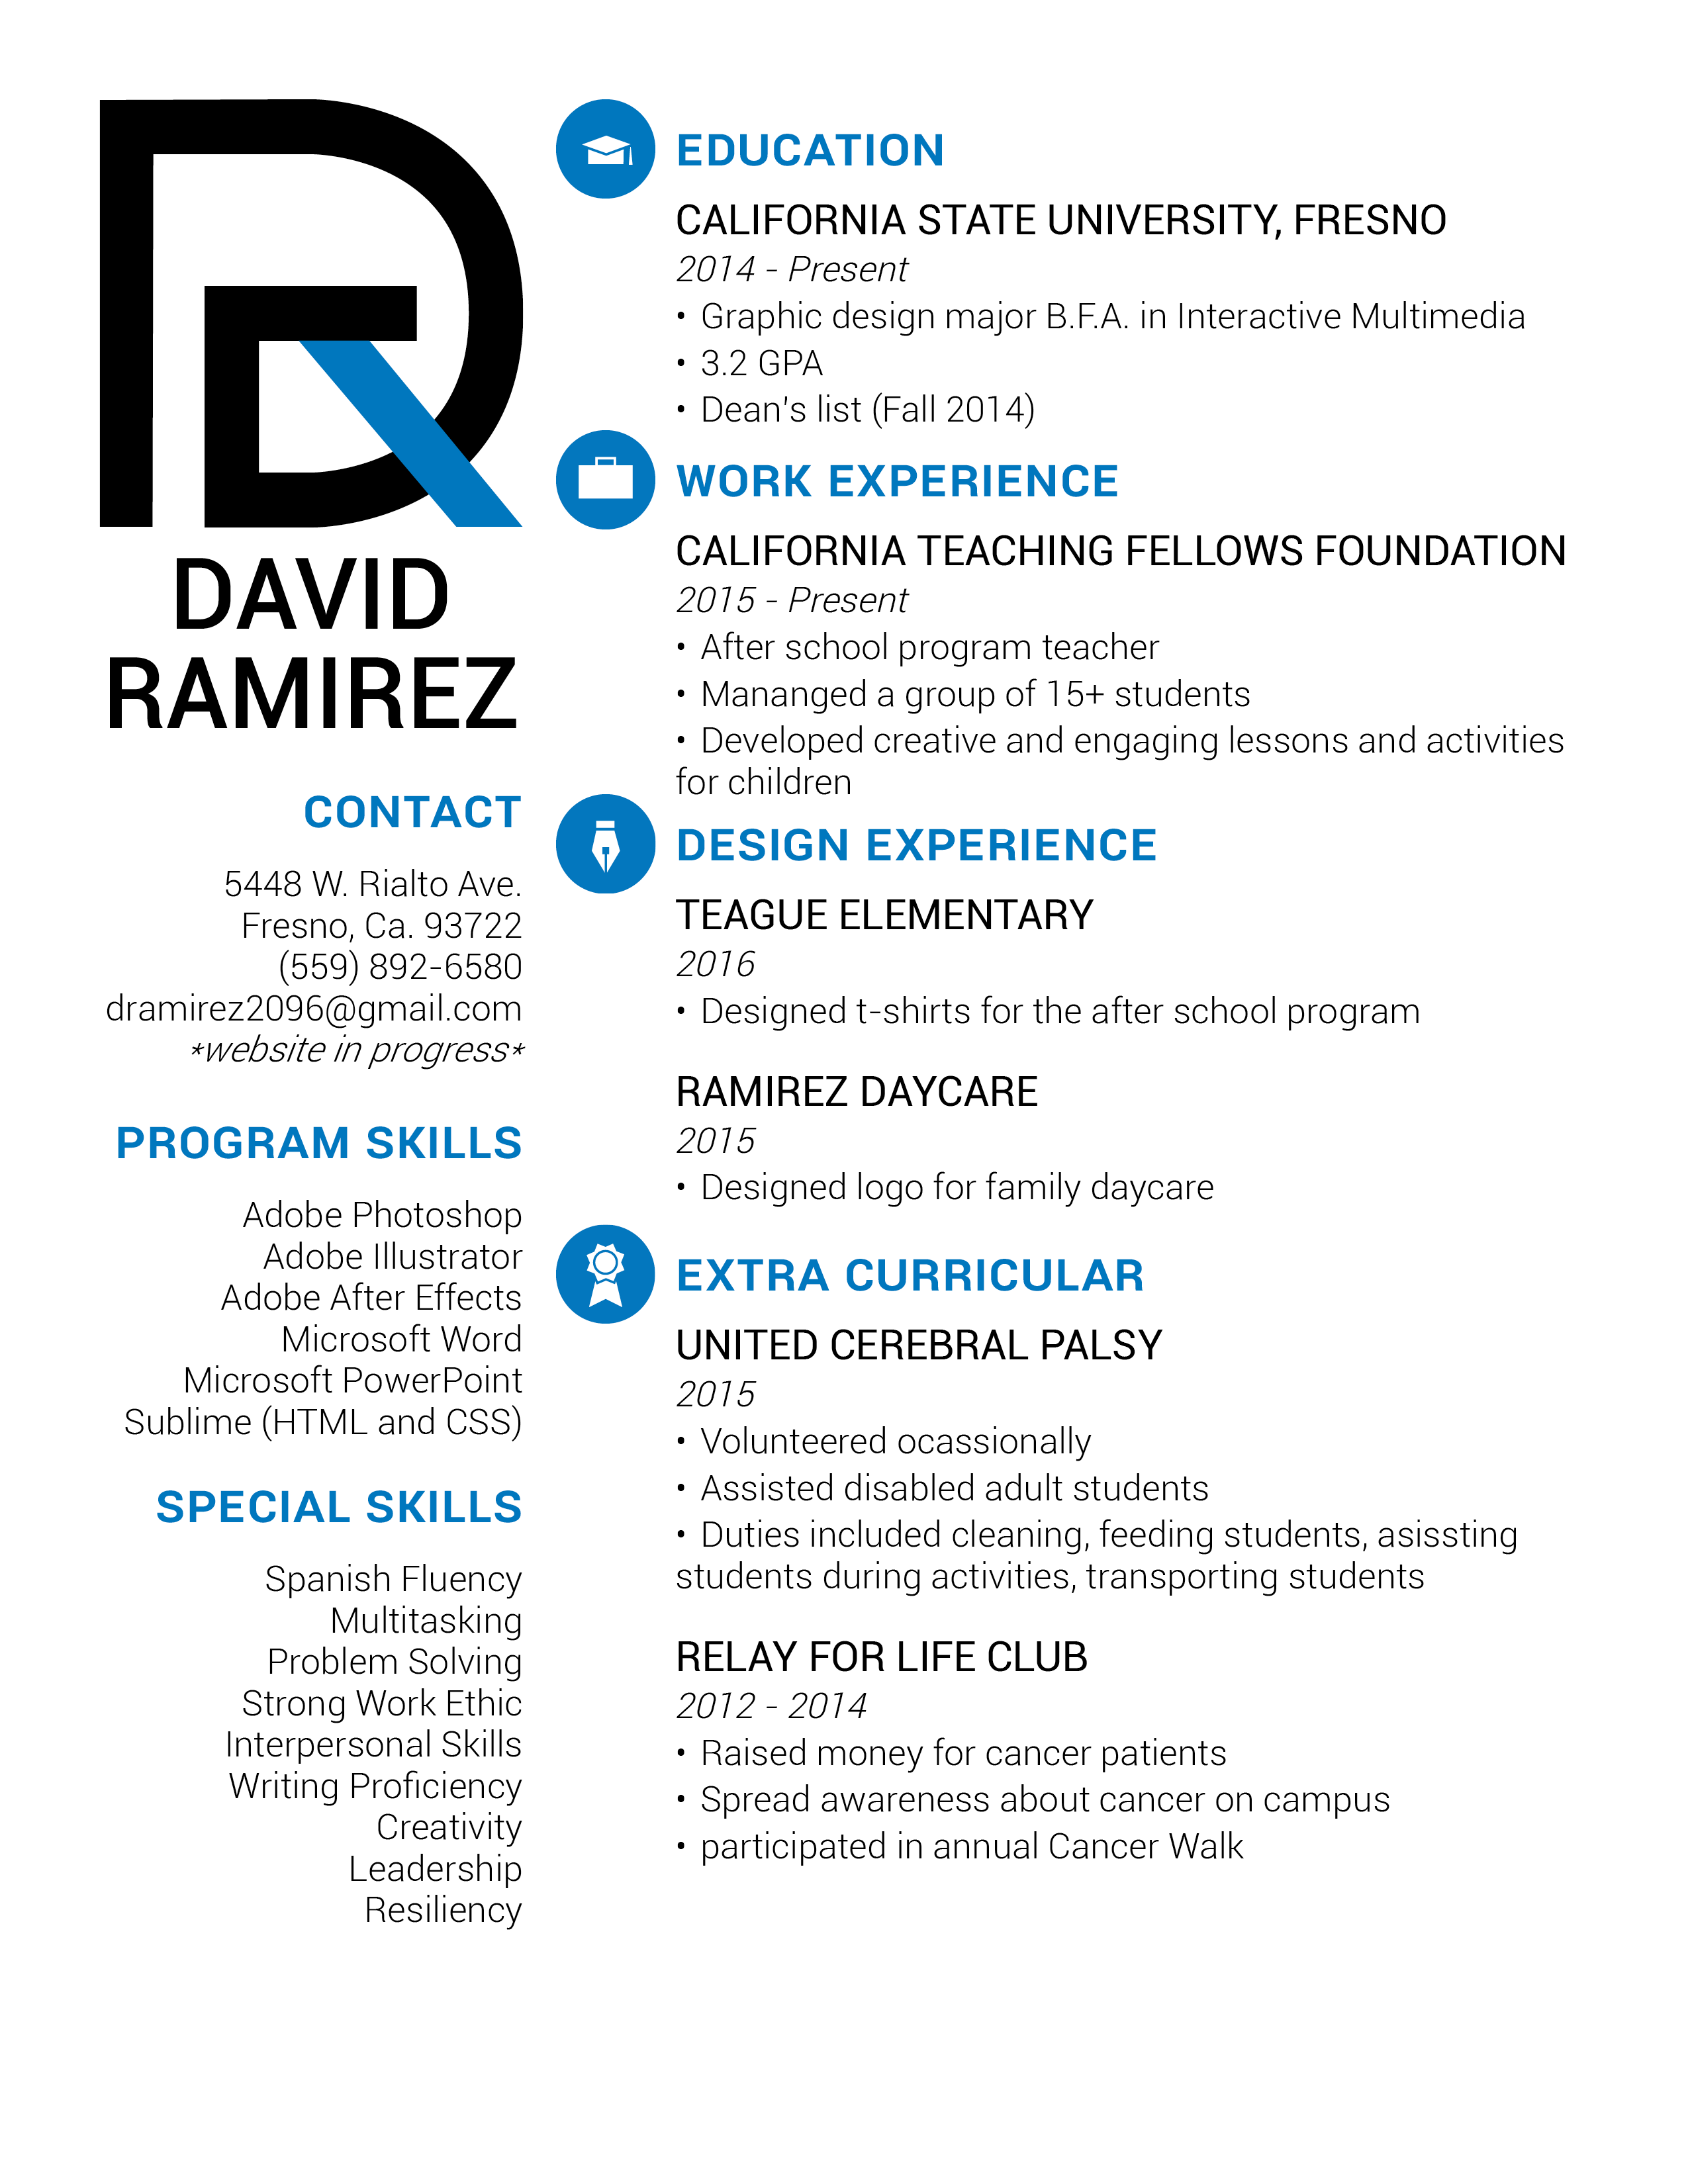 DAVID
RAMIREZ
CONTACT
5448 W. Rialto Ave.
Fresno, Ca. 93722
(559) 892-6580
dramirez2096@gmail.com
*website in progress*
PROGRAM SKILLS
Adobe Photoshop
Adobe Illustrator
Adobe After Effects
Microsoft Word
Microsoft PowerPoint
Sublime (HTML and CSS)
SPECIAL SKILLS
Spanish Fluency
Multitasking
Problem Solving
Strong Work Ethic
Interpersonal Skills
Writing Proficiency
Creativity
Leadership
Resiliency
EDUCATION
CALIFORNIA STATE UNIVERSITY, FRESNO
2014 - Present
• Graphic design major B.F.A. in Interactive Multimedia
• 3.2 GPA
• Dean's list (Fall 2014)
WORK EXPERIENCE
CALIFORNIA TEACHING FELLOWS FOUNDATION
2015 - Present
• After school program teacher
• Mananged a group of 15+ students
• Developed creative and engaging lessons and activities
for children
DESIGN EXPERIENCE
TEAGUE ELEMENTARY
2016
• Designed t-shirts for the after school program
RAMIREZ DAYCARE
2015
• Designed logo for family daycare
EXTRA CURRICULAR
UNITED CEREBRAL PALSY
2015
• Volunteered ocassionally
• Assisted disabled adult students
• Duties included cleaning, feeding students, asissting
students during activities, transporting students
RELAY FOR LIFE CLUB
2012 - 2014
• Raised money for cancer patients
• Spread awareness about cancer on campus
• participated in annual Cancer Walk